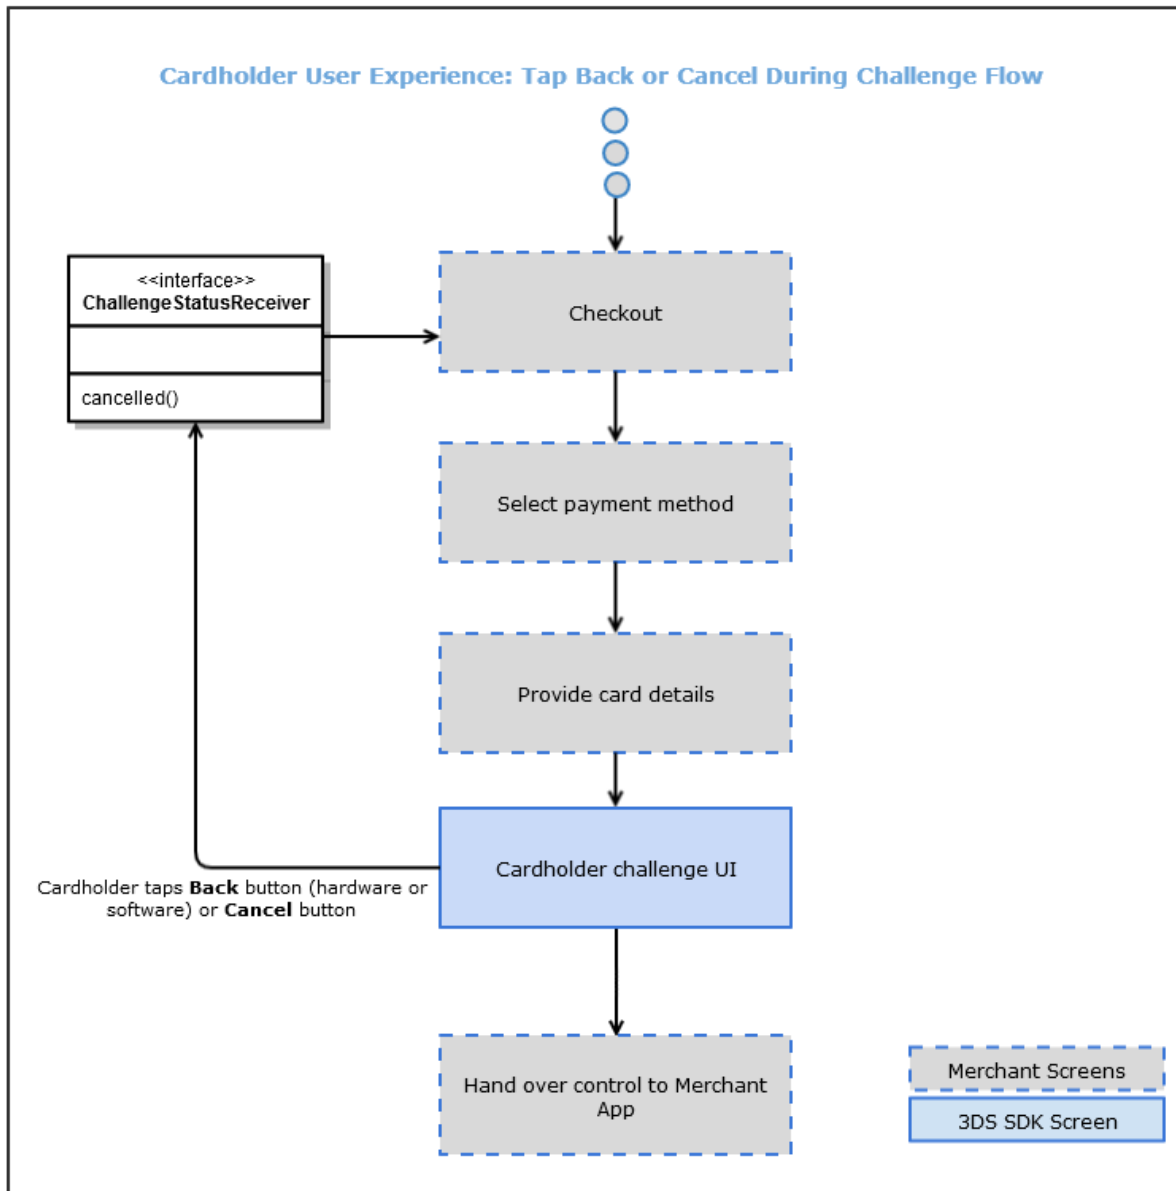 Cardholder User Experience: Tap Back or Cancel During Challenge Flow
<<interface>>
ChallengeStatusReceiver
cancelled()
Checkout
Select payment method
Provide card details
Cardholder challenge UI
Cardholder taps Back button (hardware or
software) or Cancel button
Hand over control to Merchant
App
Merchant Screens
3DS SDK Screen